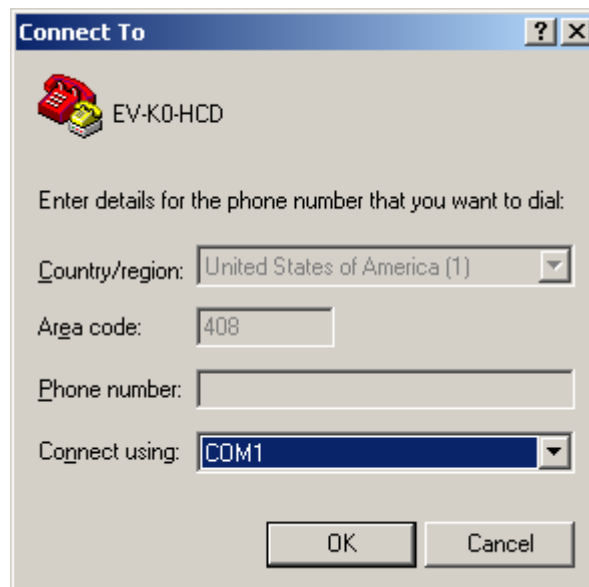 Connect To
EV-K0-HCD
Enter details for the phone number that you want to dial:
Country/region: United States of America (1)
Area code: 408
Phone number:
Connect using: COM1
OK Cancel